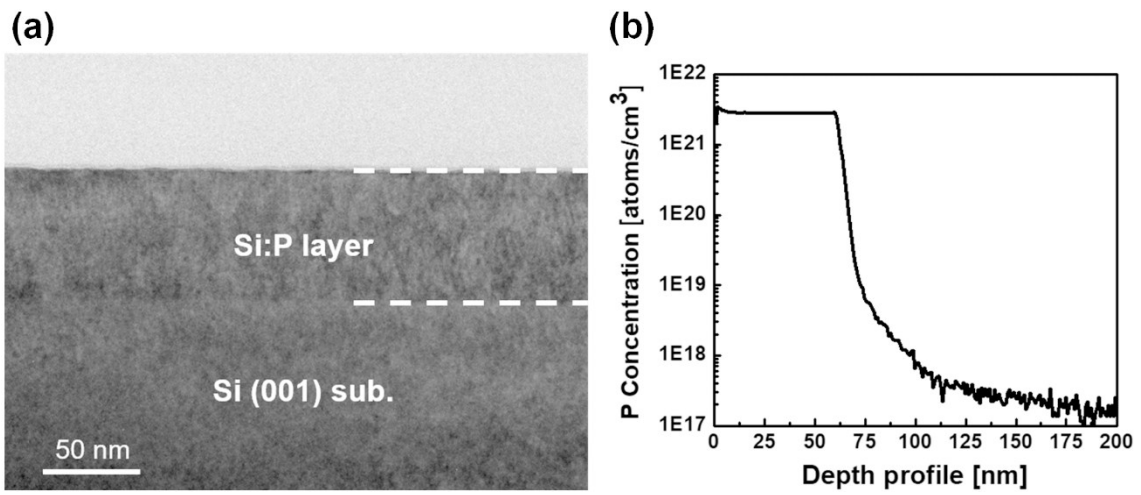 (a)
Si:P layer
Si (001) sub.
50 nm
(b)
P Concentration [atoms/cm³]
1E22
1E21
1E20
1E19
1E18
1E17
0 25 50 75 100 125 150 175 200
Depth profile [nm]